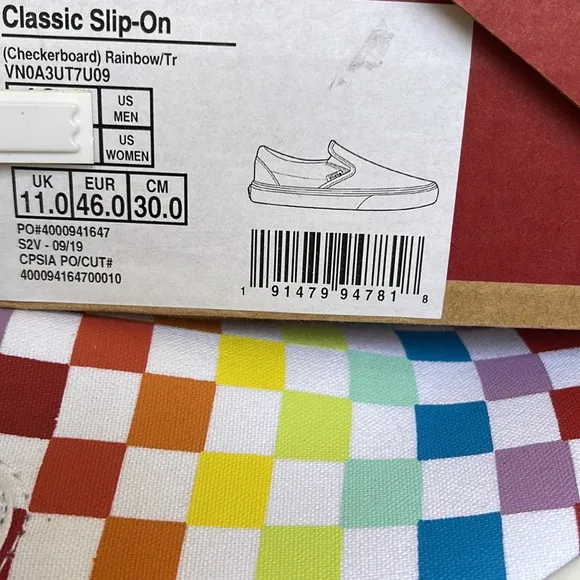 Classic Slip-On
(Checkerboard) Rainbow/Tr
VN0A3UT7U09
US
MEN
US
WOMEN
UK EUR CM
11.0 46.0 30.0
PO#4000941647
S2V - 09/19
CPSIA PO/CUT#
400094164700010
1 91479 94781 8